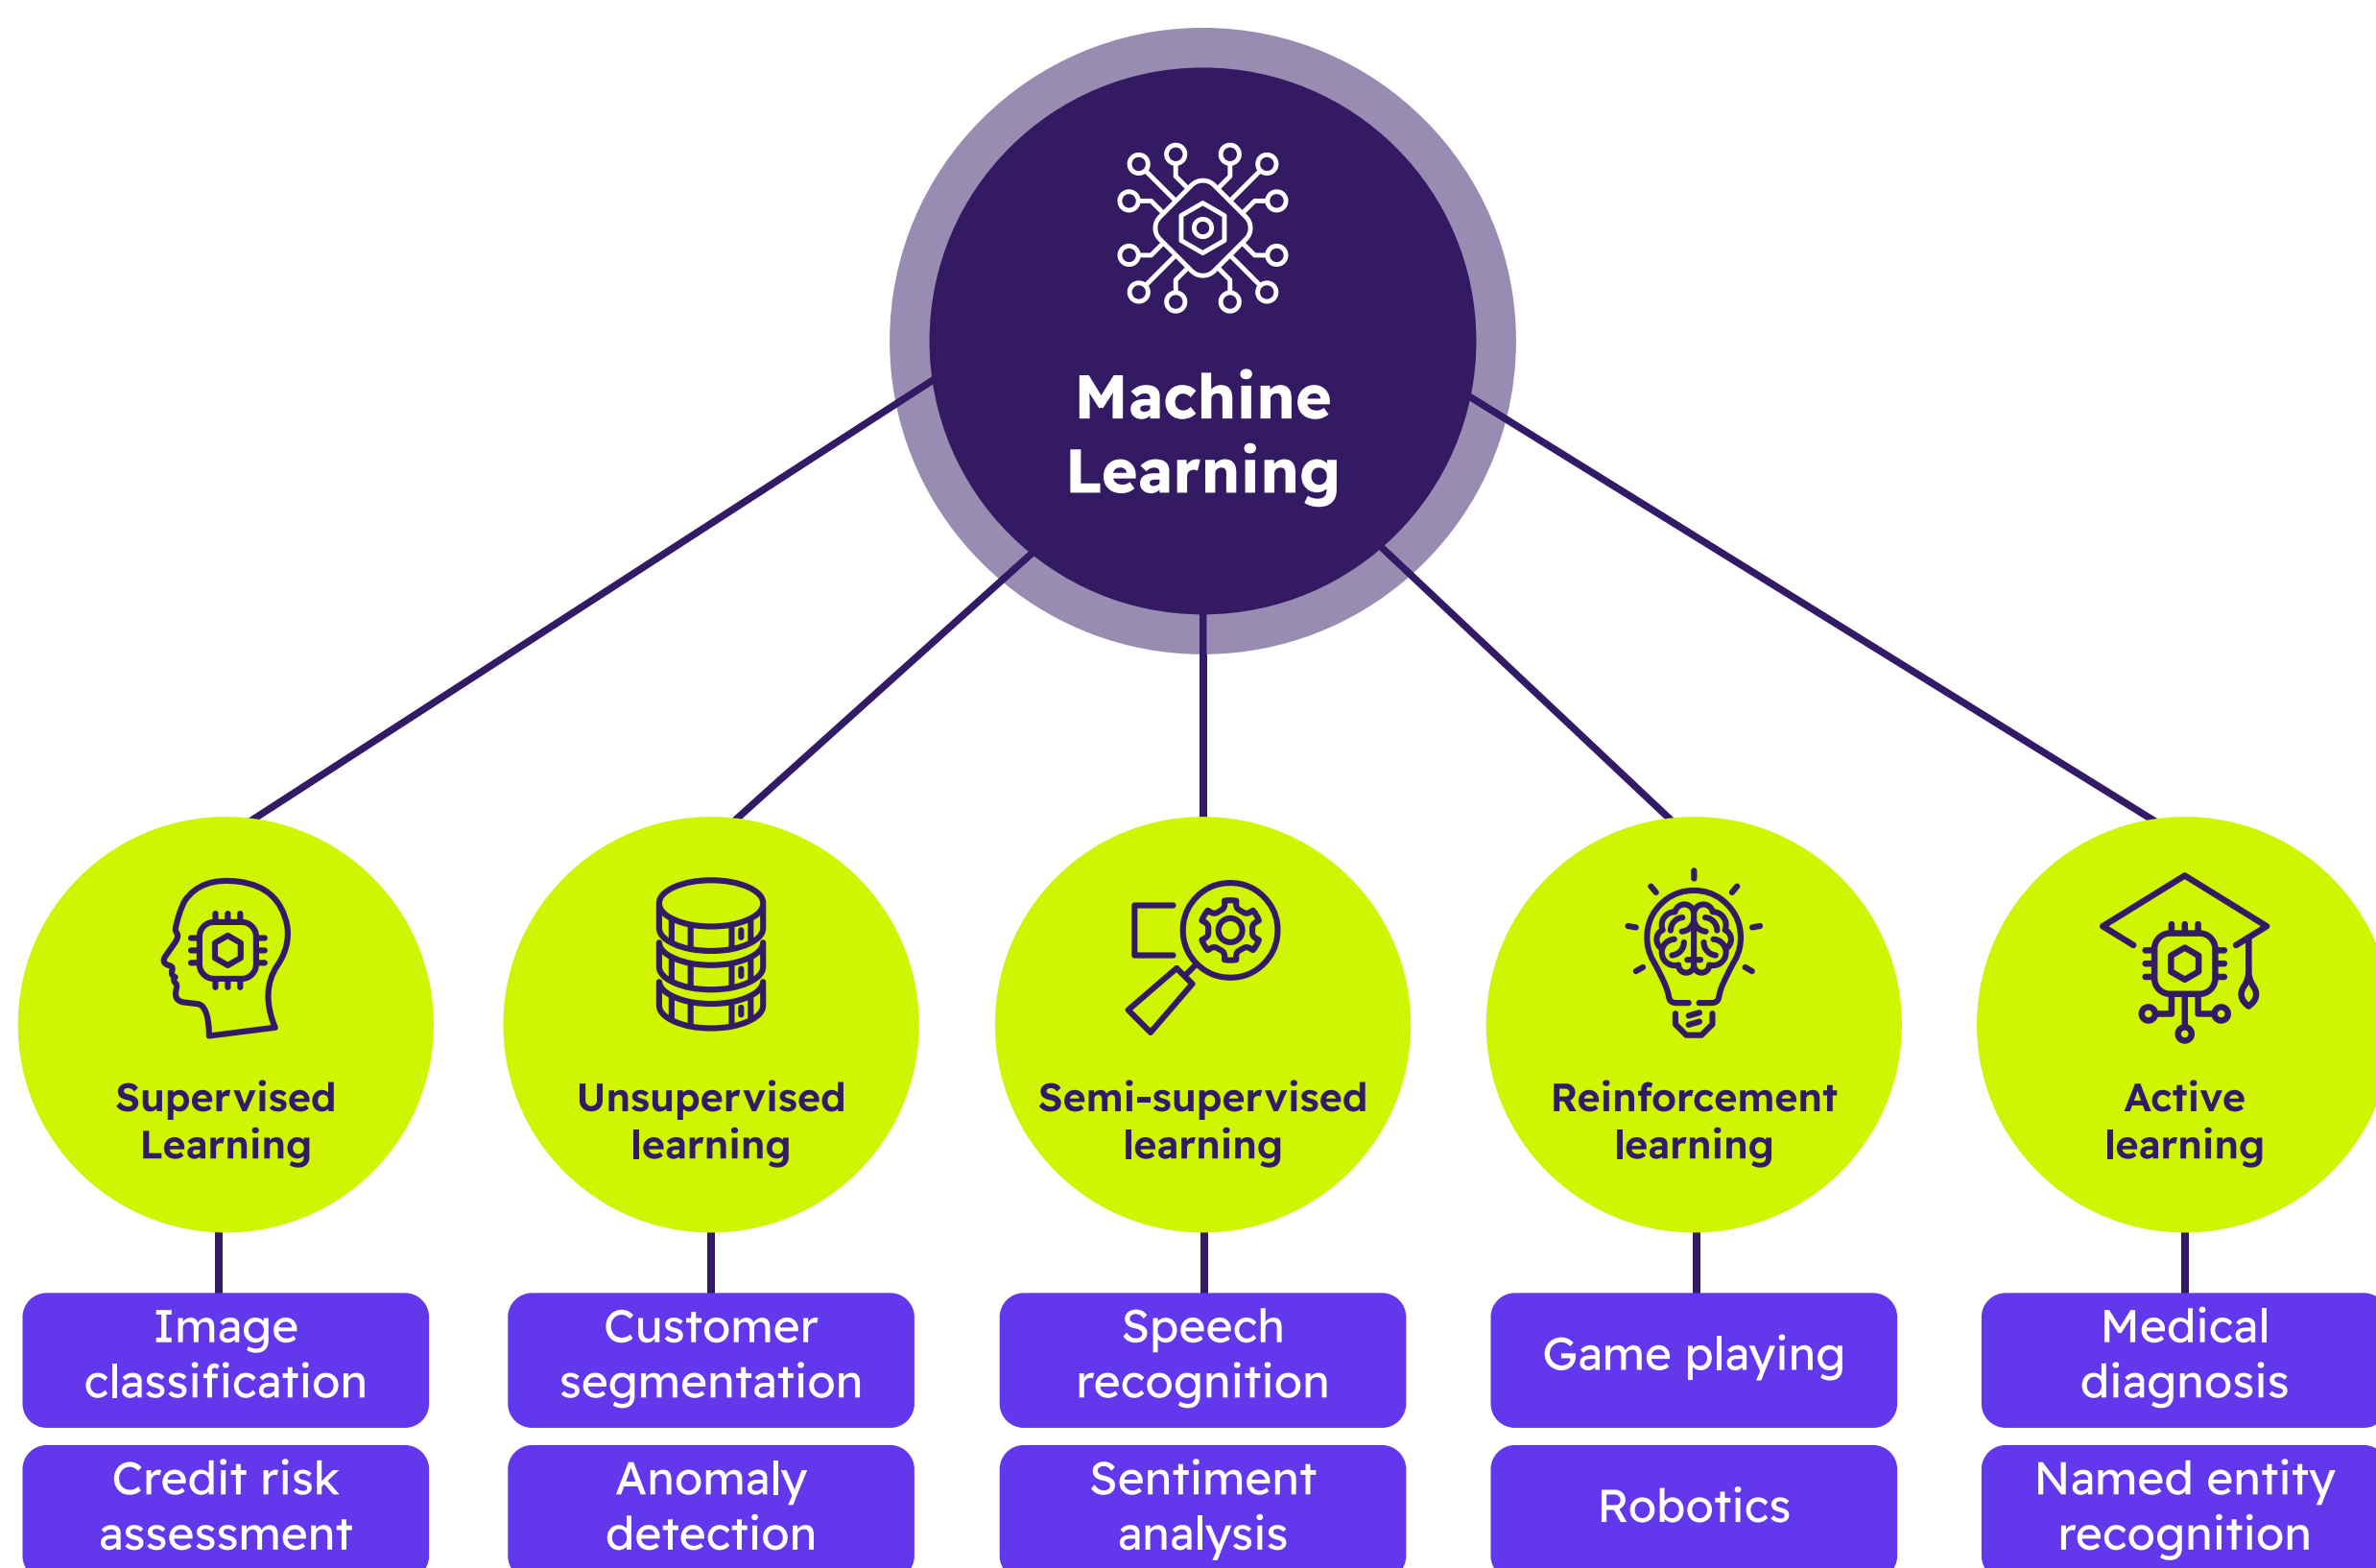 Machine
Learning
Supervised
Learning
Unsupervised
learning
Semi-supervised
learning
Reinforcement
learning
Active
learning
Image
classification
Customer
segmentation
Speech
recognition
Game playing
Medical
diagnosis
Credit risk
assessment
Anomaly
detection
Sentiment
analysis
Robotics
Named entity
recognition